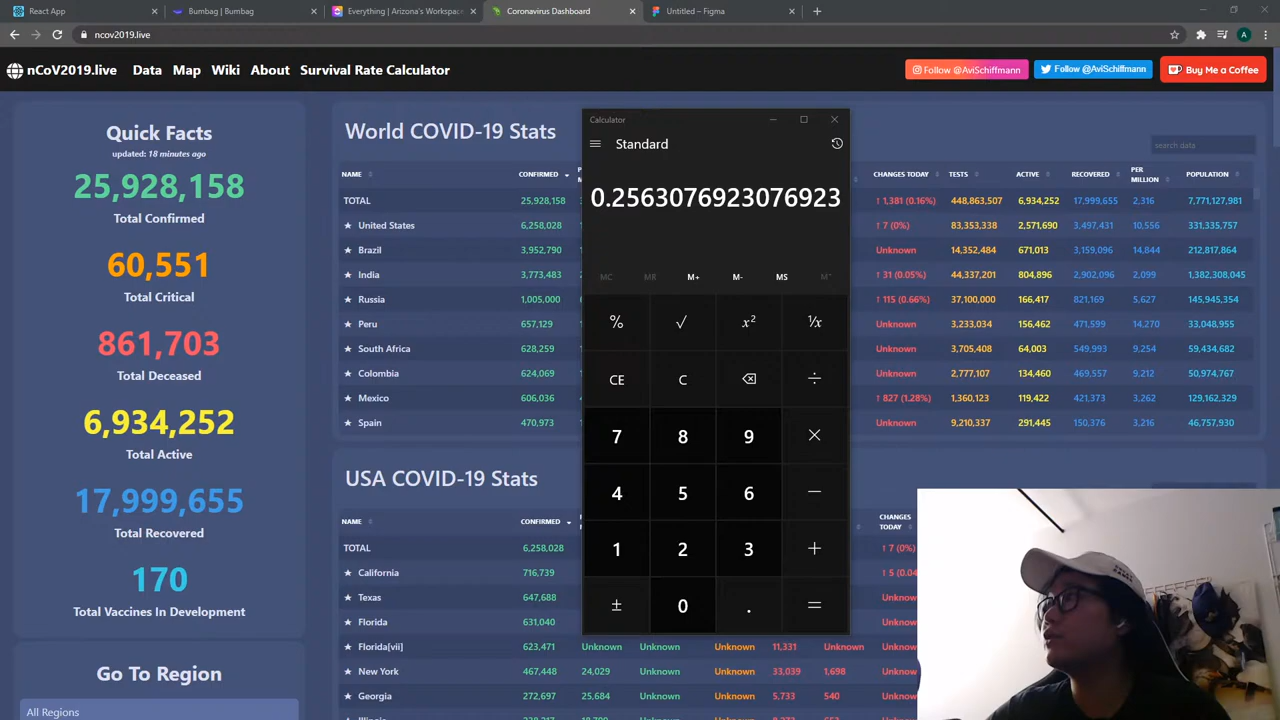 React App
Bumbag | Bumbag
Everything | Arizona's Workspac
Coronavirus Dashboard
Untitled – Figma
ncov2019.live
A
nCoV2019.live Data Map Wiki About Survival Rate Calculator
Follow @AviSchiffmann
Follow @AviSchiffmann
Buy Me a Coffee
Quick Facts
updated: 18 minutes ago
25,928,158
Total Confirmed
60,551
Total Critical
861,703
Total Deceased
6,934,252
Total Active
17,999,655
Total Recovered
170
Total Vaccines In Development
Go To Region
All Regions
World COVID-19 Stats
search data
NAME CONFIRMED CHANGES TODAY TESTS ACTIVE RECOVERED PER MILLION POPULATION
TOTAL 25,928,158 ↑ 1,381 (0.16%) 448,863,507 6,934,252 17,999,655 2,316 7,771,127,981
★ United States 6,258,028 ↑ 7 (0%) 83,353,338 2,571,690 3,497,431 10,556 331,335,757
★ Brazil 3,952,790 Unknown 14,352,484 671,013 3,159,096 14,844 212,817,864
★ India 3,773,483 ↑ 31 (0.05%) 44,337,201 804,896 2,902,096 2,099 1,382,308,045
★ Russia 1,005,000 ↑ 115 (0.66%) 37,100,000 166,417 821,169 5,627 145,945,354
★ Peru 657,129 Unknown 3,233,034 156,462 471,599 14,270 33,048,955
★ South Africa 628,259 Unknown 3,705,408 64,003 549,993 9,254 59,434,682
★ Colombia 624,069 Unknown 2,777,107 134,460 469,557 9,212 50,974,767
★ Mexico 606,036 ↑ 827 (1.28%) 1,360,123 119,422 421,373 3,262 129,162,329
★ Spain 470,973 Unknown 9,210,337 291,445 150,376 3,216 46,757,930
USA COVID-19 Stats
NAME CONFIRMED CHANGES TODAY
TOTAL 6,258,028 ↑ 7 (0%)
★ California 716,739 ↑ 5 (0.04
★ Texas 647,688 Unknown
★ Florida 631,040 Unknown
★ Florida[vii] 623,471 Unknown Unknown Unknown 11,331 Unknown
★ New York 467,448 24,029 33,039 1,698 Unknown
★ Georgia 272,697 25,684 5,733 540 Unknown
Calculator
Standard
0.2563076923076923
MC MR M+ M- MS
% √ x² ¹/x
CE C ÷
7 8 9 ×
4 5 6 −
1 2 3 +
± 0 . =